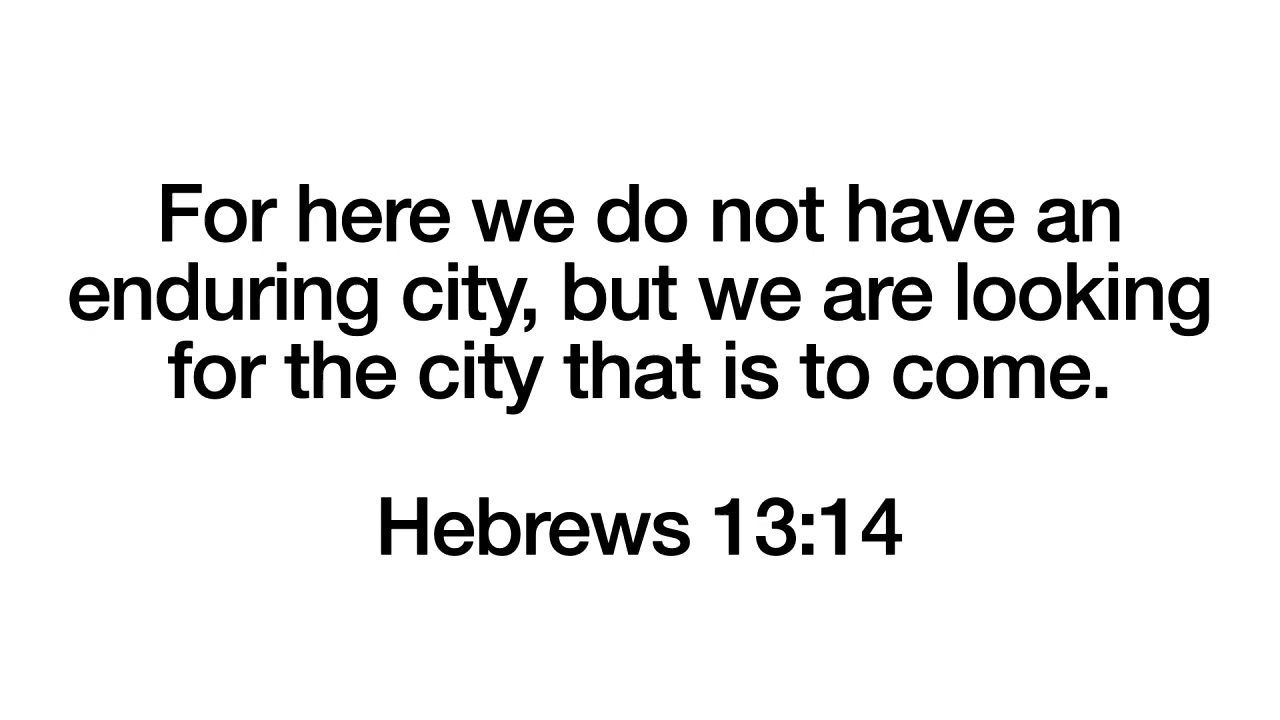 For here we do not have an
enduring city, but we are looking
for the city that is to come.
Hebrews 13:14